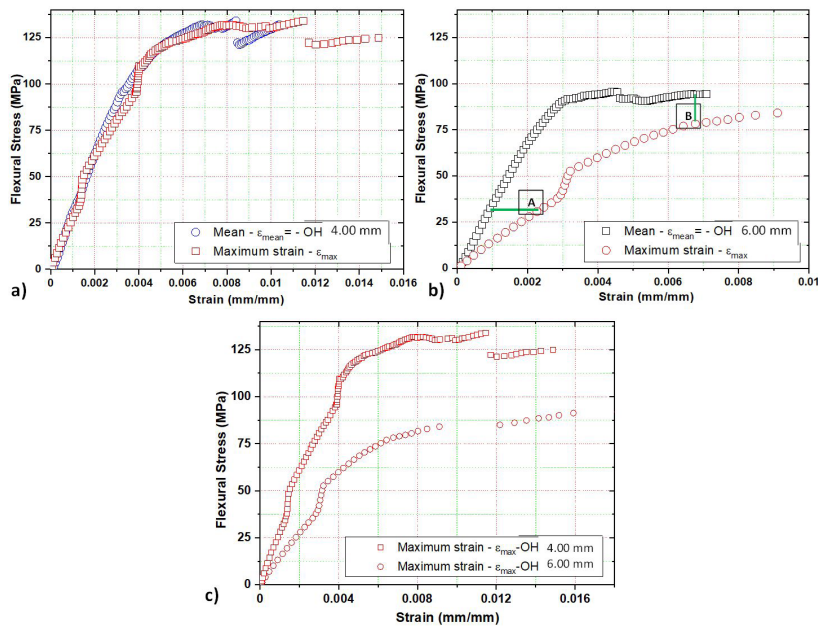 125
100
75
50
25
0
Flexural Stress (MPa)
0.000 0.002 0.004 0.006 0.008 0.010 0.012 0.014 0.016
Strain (mm/mm)
Mean - εmean= - OH 4.00 mm
Maximum strain - εmax
a)
125
100
75
50
25
0
Flexural Stress (MPa)
A
B
0.000 0.002 0.004 0.006 0.008 0.01
Strain (mm/mm)
Mean - εmean= - OH 6.00 mm
Maximum strain - εmax
b)
125
100
75
50
25
0
Flexural Stress (MPa)
0 0.004 0.008 0.012 0.016
Strain (mm/mm)
Maximum strain - εmax-OH 4.00 mm
Maximum strain - εmax-OH 6.00 mm
c)